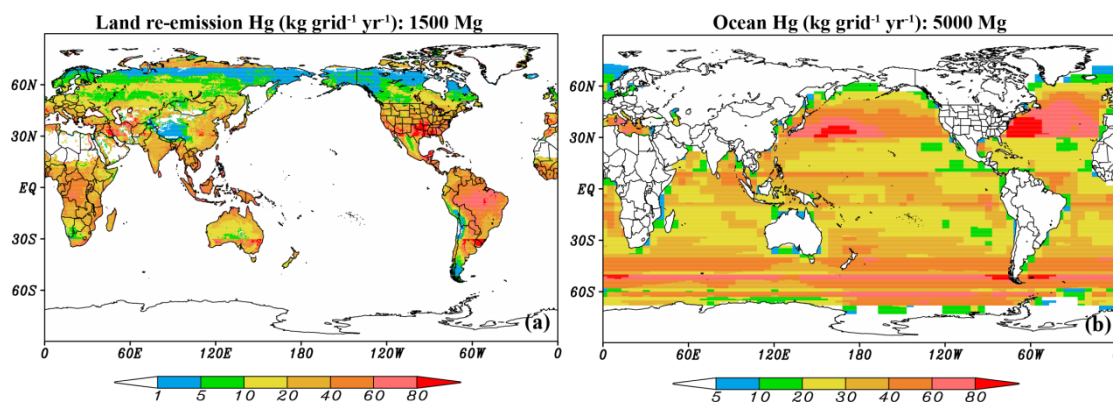 Land re-emission Hg (kg grid⁻¹ yr⁻¹): 1500 Mg
60N
30N
EQ
30S
60S
(a)
0 60E 120E 180 120W 60W 0
1 5 10 20 40 60 80
Ocean Hg (kg grid⁻¹ yr⁻¹): 5000 Mg
60N
30N
EQ
30S
60S
(b)
0 60E 120E 180 120W 60W 0
5 10 20 30 40 60 80